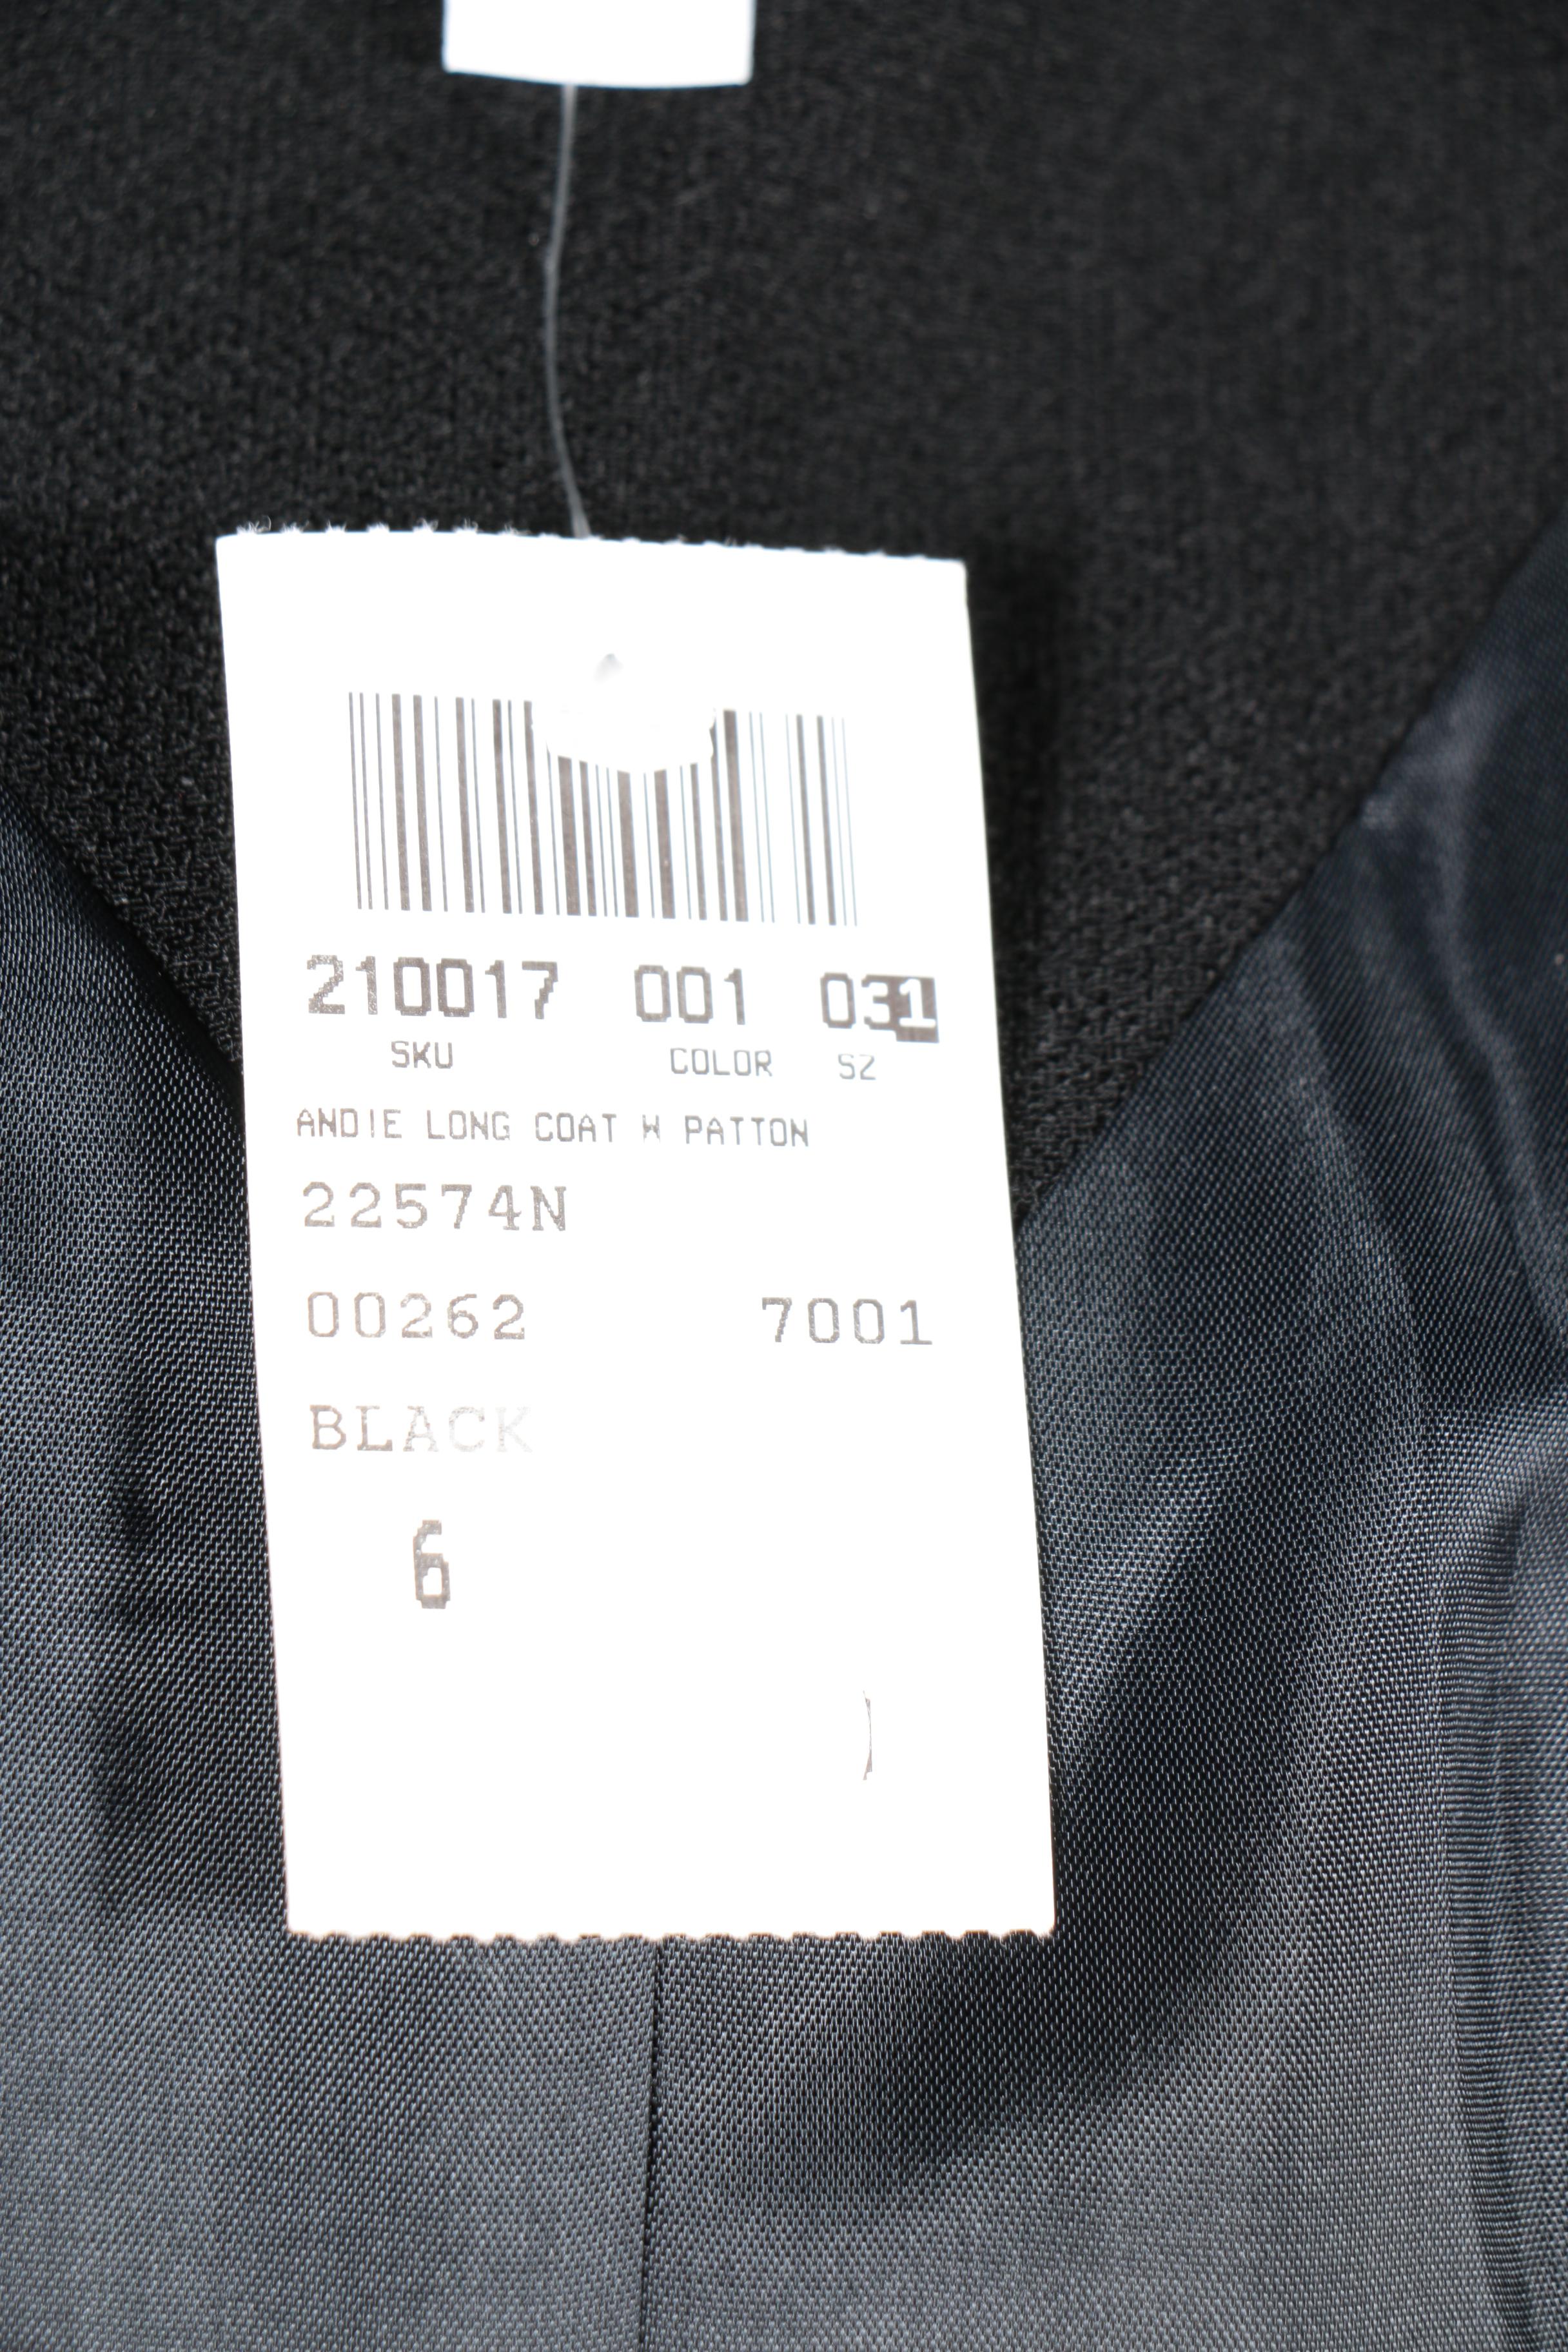 210017 001 031
SKU COLOR SZ
ANDIE LONG COAT W PATTON
22574N
00262 7001
BLACK
6